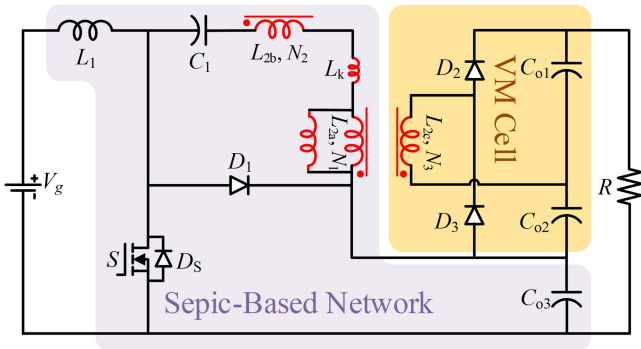 L1
C1
L2b, N2
Lk
L2a, N1
L2c, N3
D2
Co1
VM Cell
Vg
D1
D3
Co2
R
S
DS
Co3
Sepic-Based Network